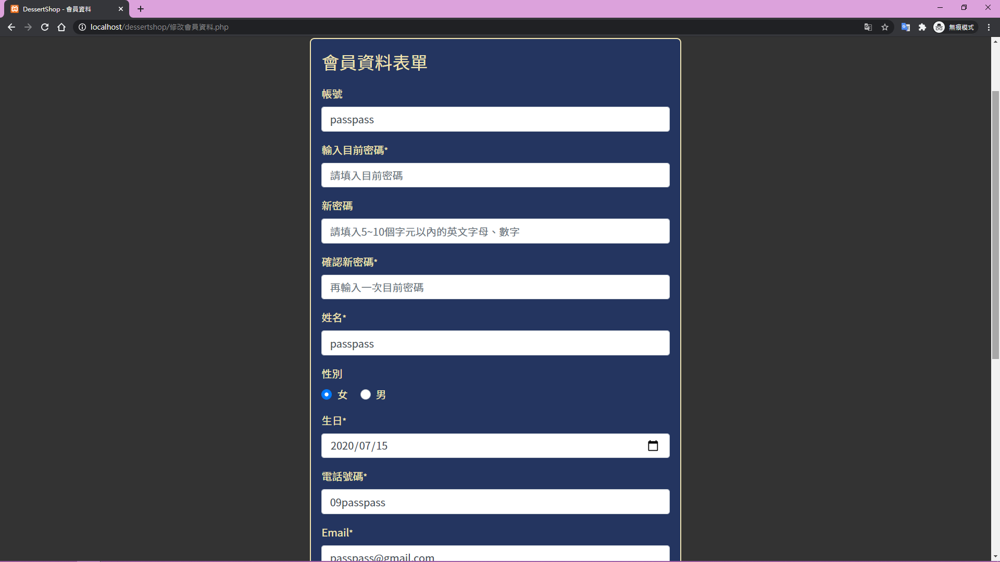 DessertShop - 會員資料
localhost/dessertshop/修改會員資料.php
無痕模式
會員資料表單
帳號
passpass
輸入目前密碼*
請填入目前密碼
新密碼
請填入5~10個字元以內的英文字母、數字
確認新密碼*
再輸入一次目前密碼
姓名*
passpass
性別
女 男
生日*
2020/07/15
電話號碼*
09passpass
Email*
passpass@gmail.com